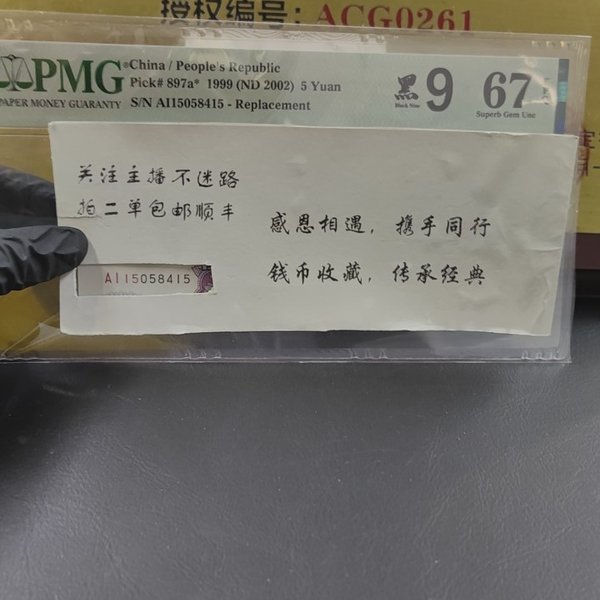 授权编号: ACG0261
PMG
PAPER MONEY GUARANTY
China / People's Republic
Pick# 897a* 1999 (ND 2002) 5 Yuan
S/N AI15058415 - Replacement
黑9
Black Nine
67
Superb Gem Unc
关注主播不迷路
拍二单包邮顺丰
感恩相遇，携手同行
钱币收藏，传承经典
AI15058415